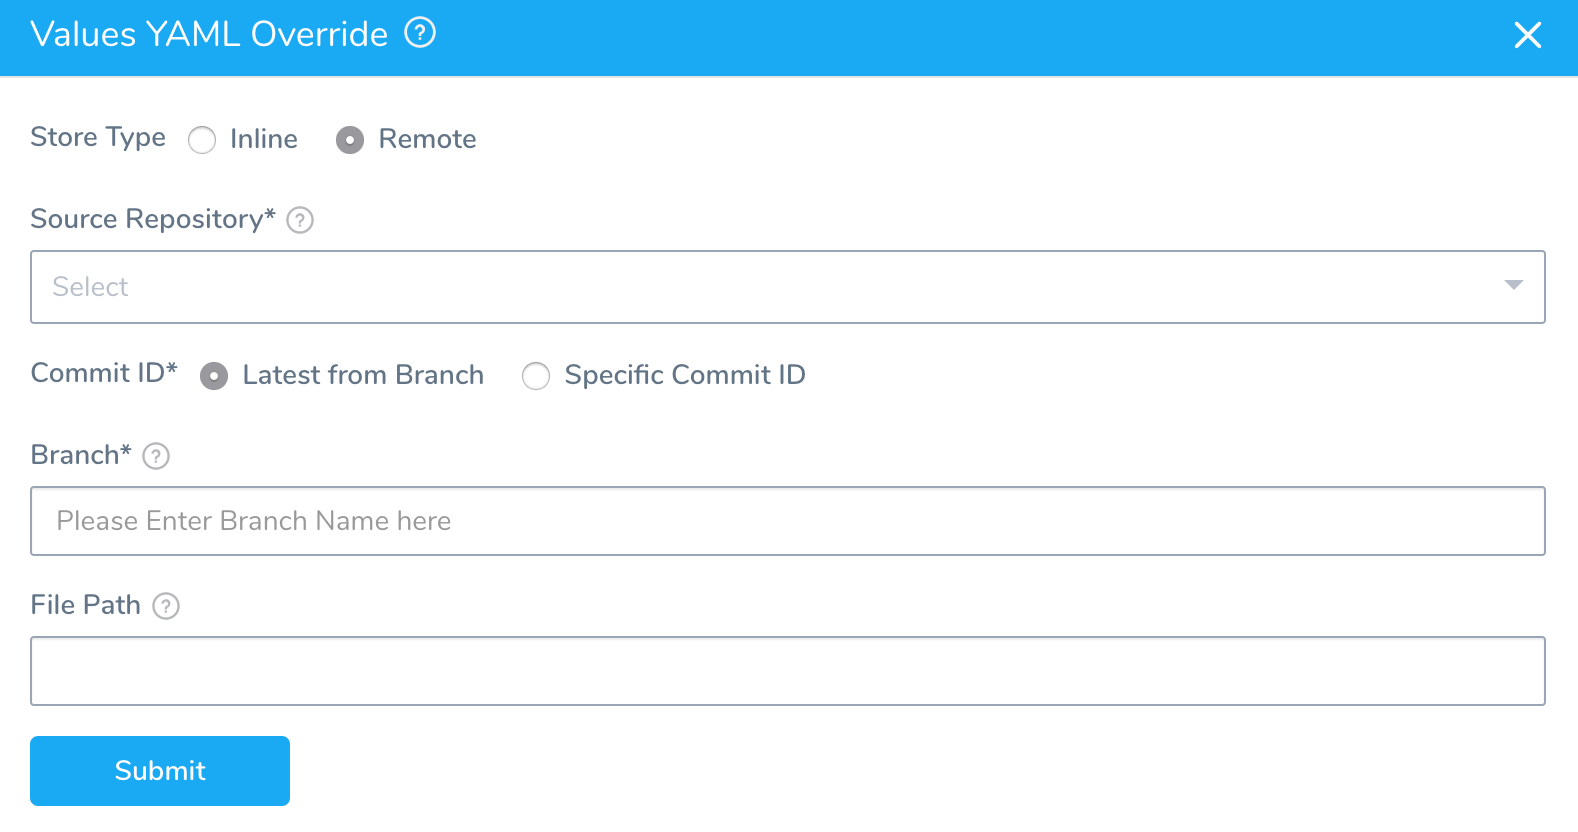 Values YAML Override ?
Store Type Inline Remote
Source Repository* ?
Select
Commit ID* Latest from Branch Specific Commit ID
Branch* ?
Please Enter Branch Name here
File Path ?
Submit